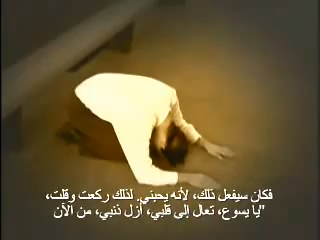 فكان سيفعل ذلك، لأنه يحبني. لذلك ركعت وقلت،
"يا يسوع، تعال إلى قلبي، أزل ذنبي، من الآن